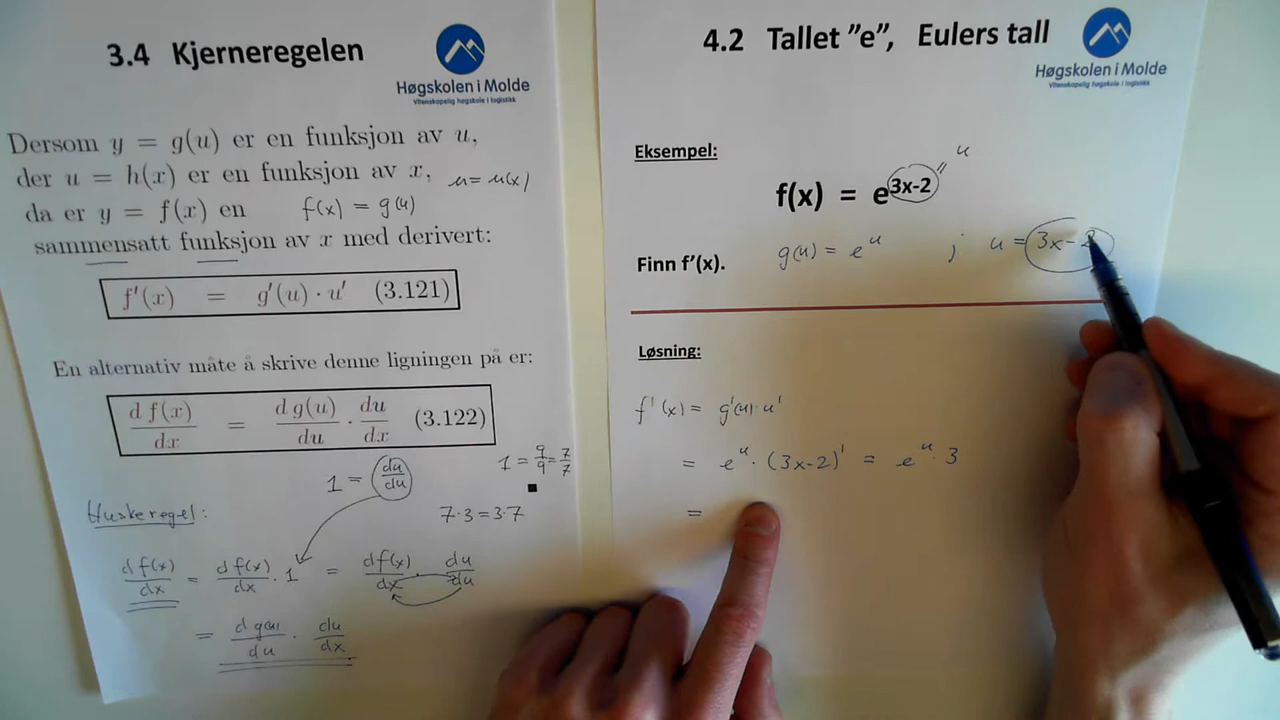 3.4 Kjerneregelen
Høgskolen i Molde
Vitenskapelig høgskole i logistikk
Dersom y = g(u) er en funksjon av u,
der u = h(x) er en funksjon av x, u = u(x)
da er y = f(x) en f(x) = g(u)
sammensatt funksjon av x med derivert:
f'(x) = g'(u) · u' (3.121)
En alternativ måte å skrive denne ligningen på er:
d f(x)/dx = d g(u)/du · du/dx (3.122)
1 = du/du
1 = 9/9 = 7/7
Huskeregel:
7·3 = 3·7
d f(x)/dx = d f(x)/dx · 1 = d f(x)/dx · du/du
= d g(u)/du · du/dx
4.2 Tallet "e", Eulers tall
Høgskolen i Molde
Vitenskapelig høgskole i logistikk
Eksempel:
u
f(x) = e^{3x-2}
Finn f'(x). g(u) = e^u ; u = 3x-
Løsning:
f'(x) = g'(u)·u'
= e^u · (3x-2)' = e^u · 3
=